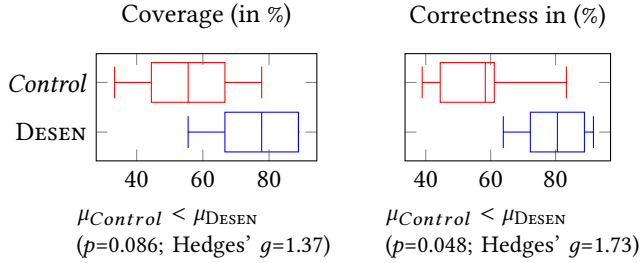 Coverage (in %)
Correctness in (%)
Control
DESEN
40 60 80
40 60 80
μControl < μDESEN
(p=0.086; Hedges’ g=1.37)
μControl < μDESEN
(p=0.048; Hedges’ g=1.73)